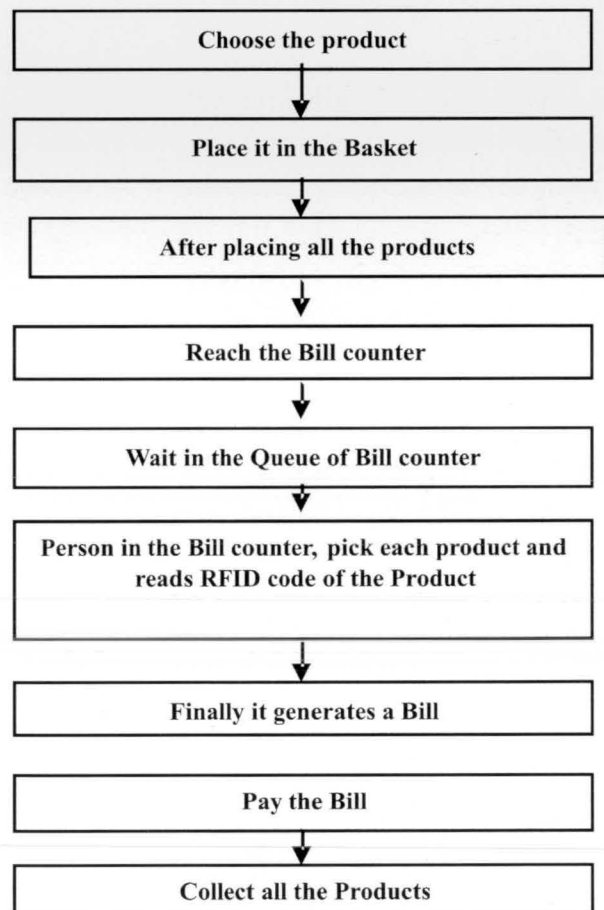 Choose the product
Place it in the Basket
After placing all the products
Reach the Bill counter
Wait in the Queue of Bill counter
Person in the Bill counter, pick each product and
reads RFID code of the Product
Finally it generates a Bill
Pay the Bill
Collect all the Products